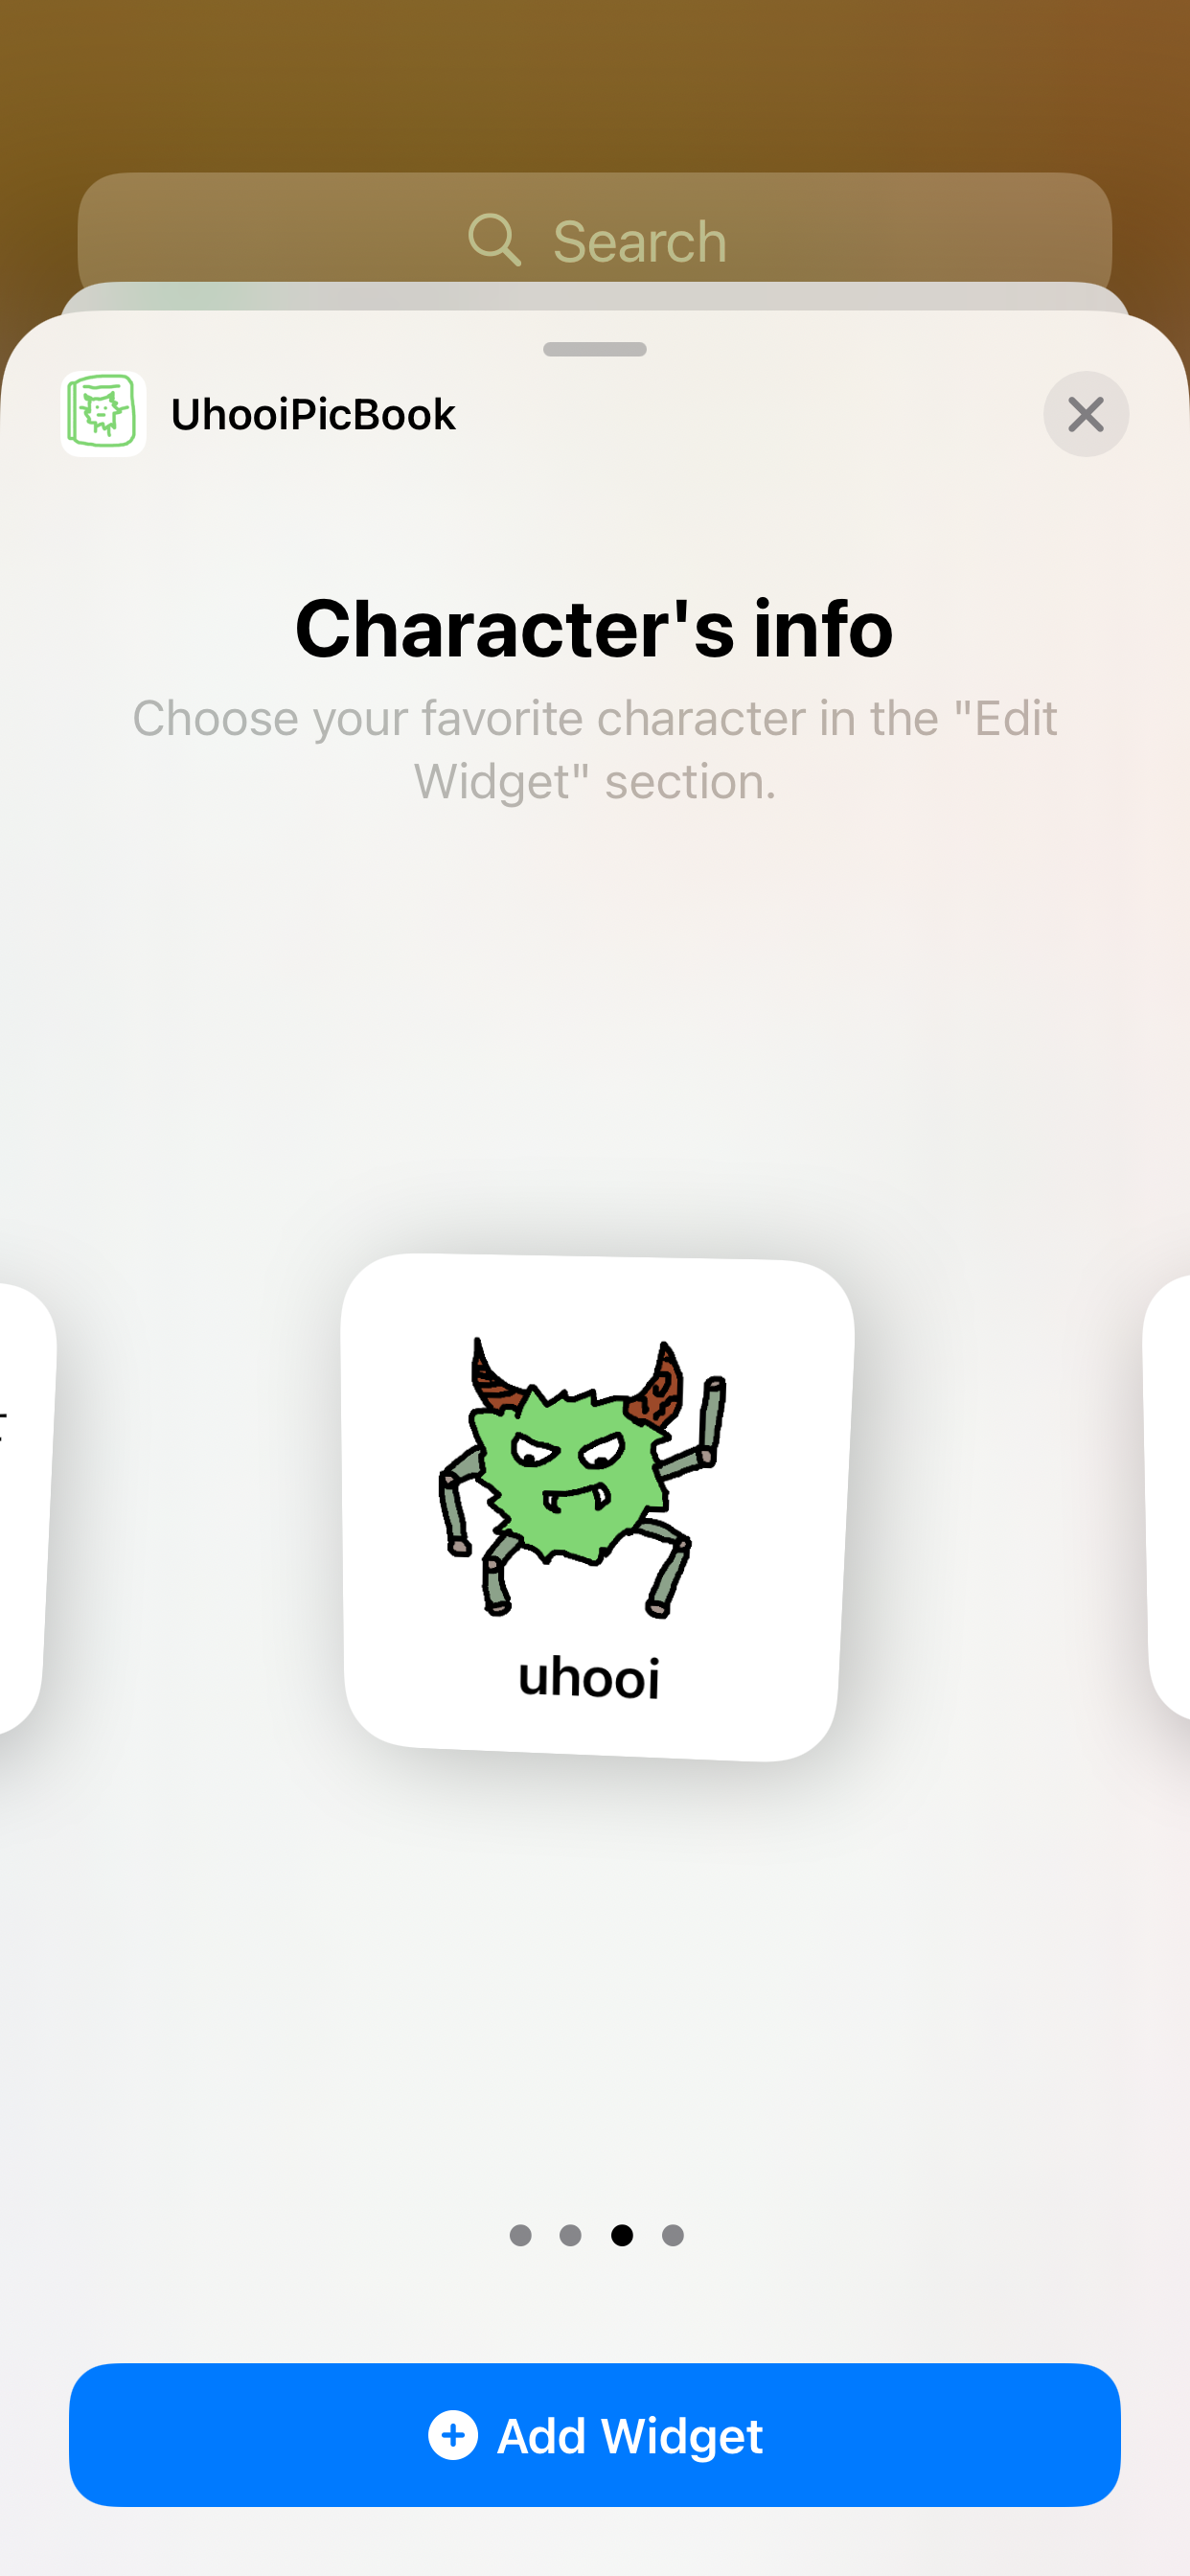 Search
UhooiPicBook
Character's info
Choose your favorite character in the "Edit
Widget" section.
uhooi
Add Widget